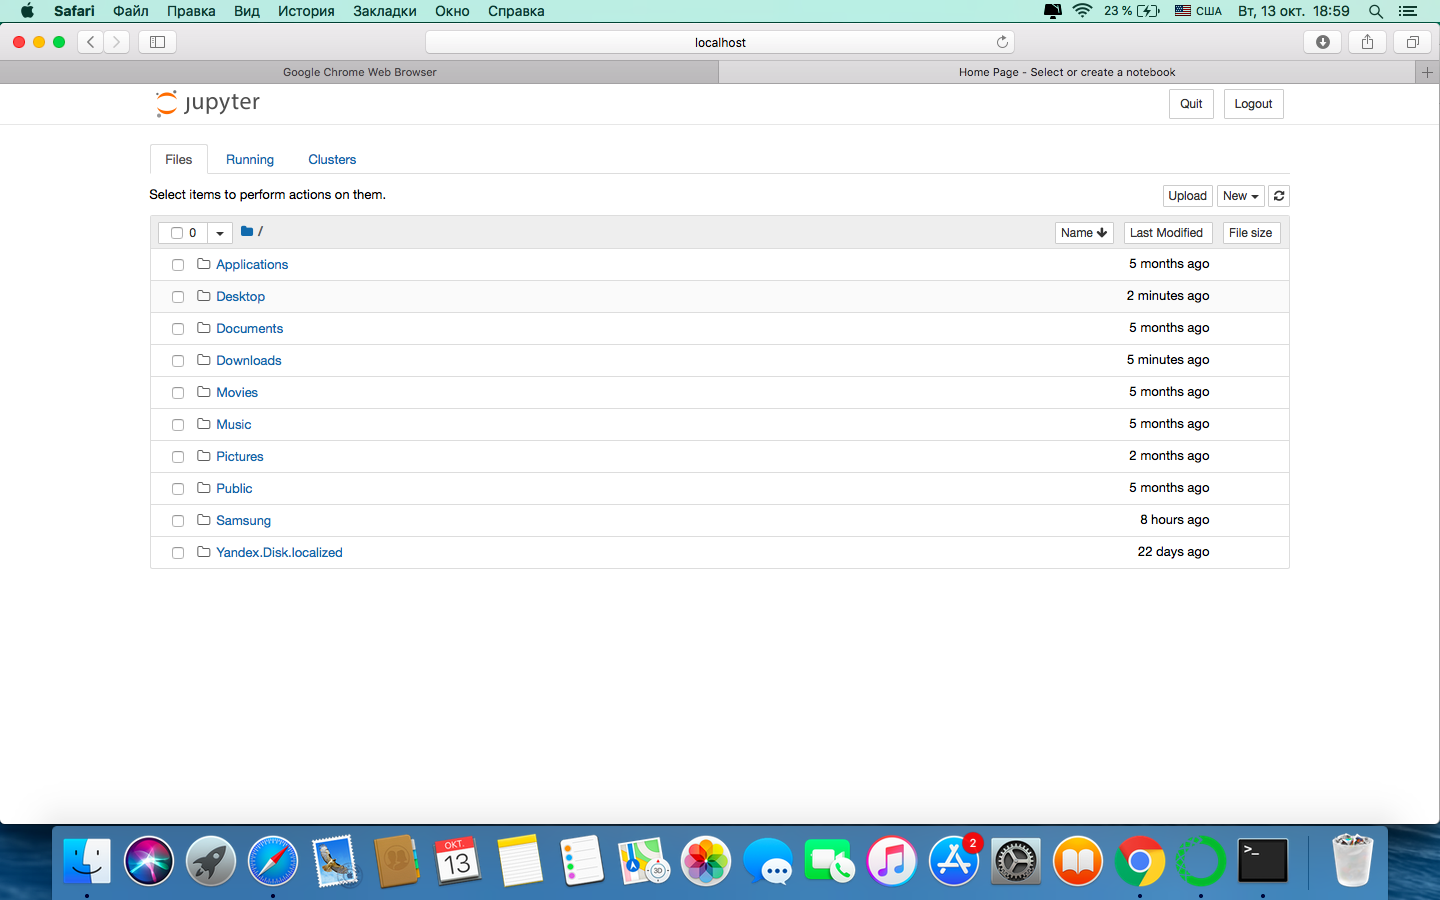 Safari Файл Правка Вид История Закладки Окно Справка 23 % США Вт, 13 окт. 18:59
localhost
Google Chrome Web Browser Home Page - Select or create a notebook
jupyter Quit Logout
Files Running Clusters
Select items to perform actions on them. Upload New
0 / Name Last Modified File size
Applications 5 months ago
Desktop 2 minutes ago
Documents 5 months ago
Downloads 5 minutes ago
Movies 5 months ago
Music 5 months ago
Pictures 2 months ago
Public 5 months ago
Samsung 8 hours ago
Yandex.Disk.localized 22 days ago
ОКТ. 2
13 3D >_